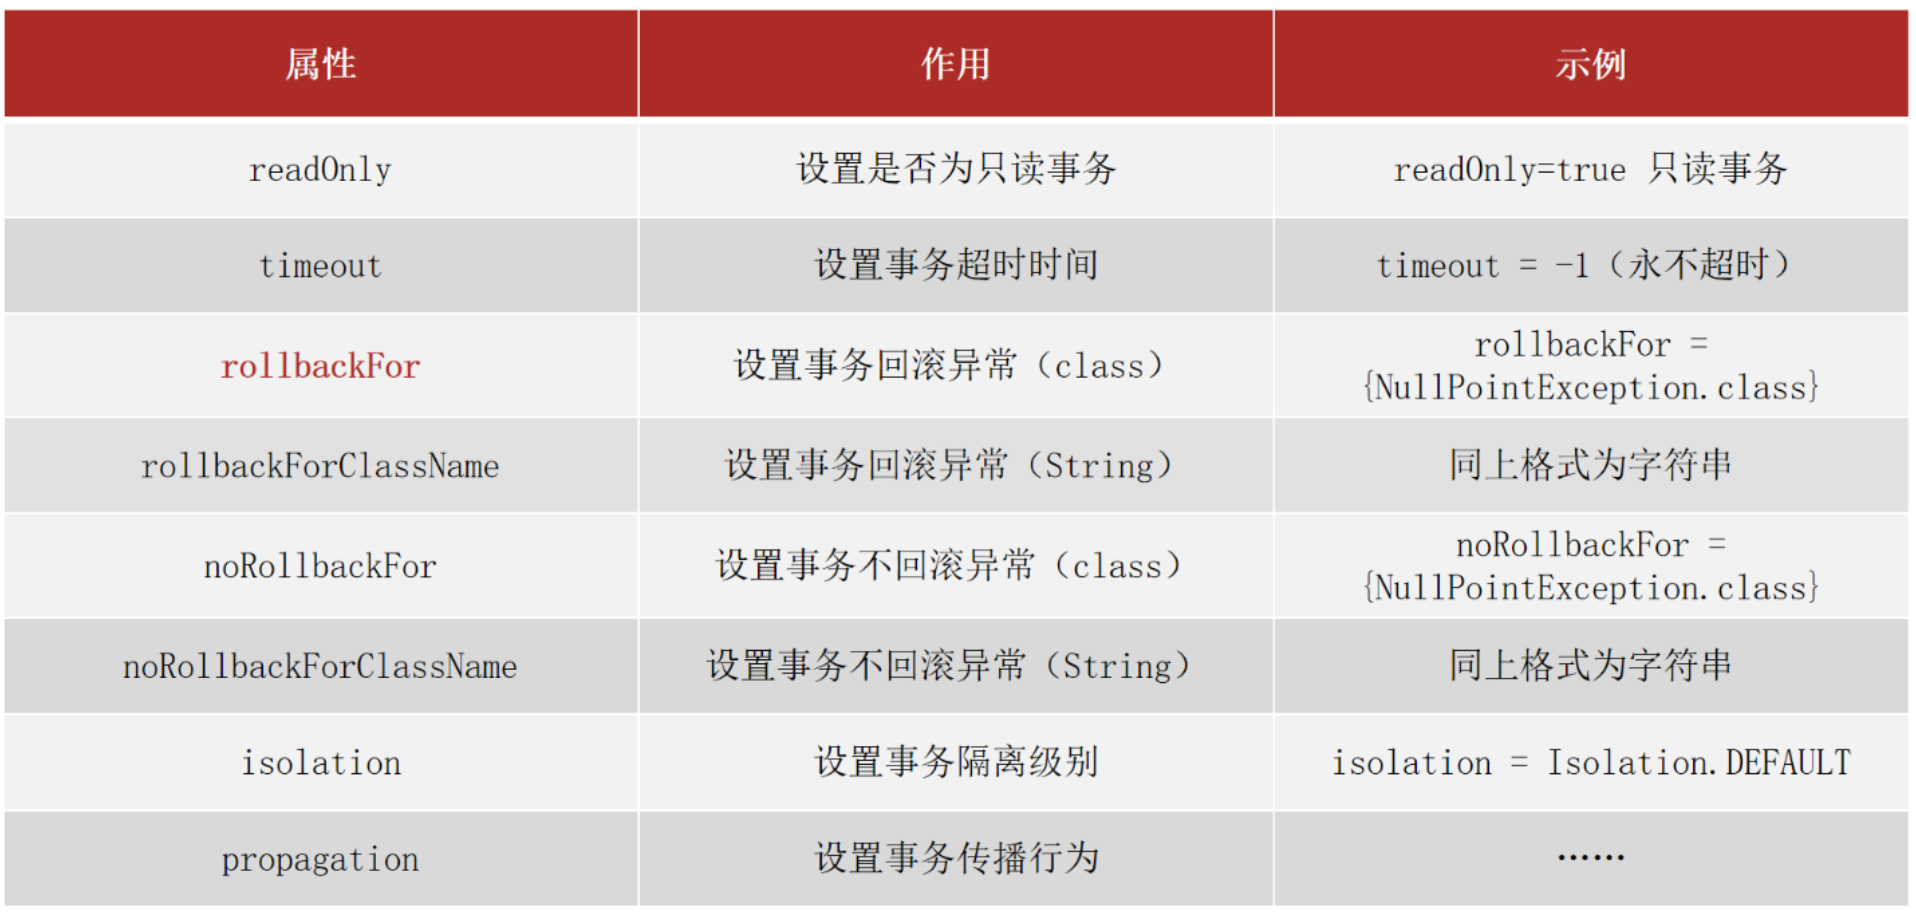 属性 作用 示例
readOnly 设置是否为只读事务 readOnly=true 只读事务
timeout 设置事务超时时间 timeout = -1（永不超时）
rollbackFor 设置事务回滚异常（class） rollbackFor =
{NullPointException.class}
rollbackForClassName 设置事务回滚异常（String） 同上格式为字符串
noRollbackFor 设置事务不回滚异常（class） noRollbackFor =
{NullPointException.class}
noRollbackForClassName 设置事务不回滚异常（String） 同上格式为字符串
isolation 设置事务隔离级别 isolation = Isolation.DEFAULT
propagation 设置事务传播行为 ……